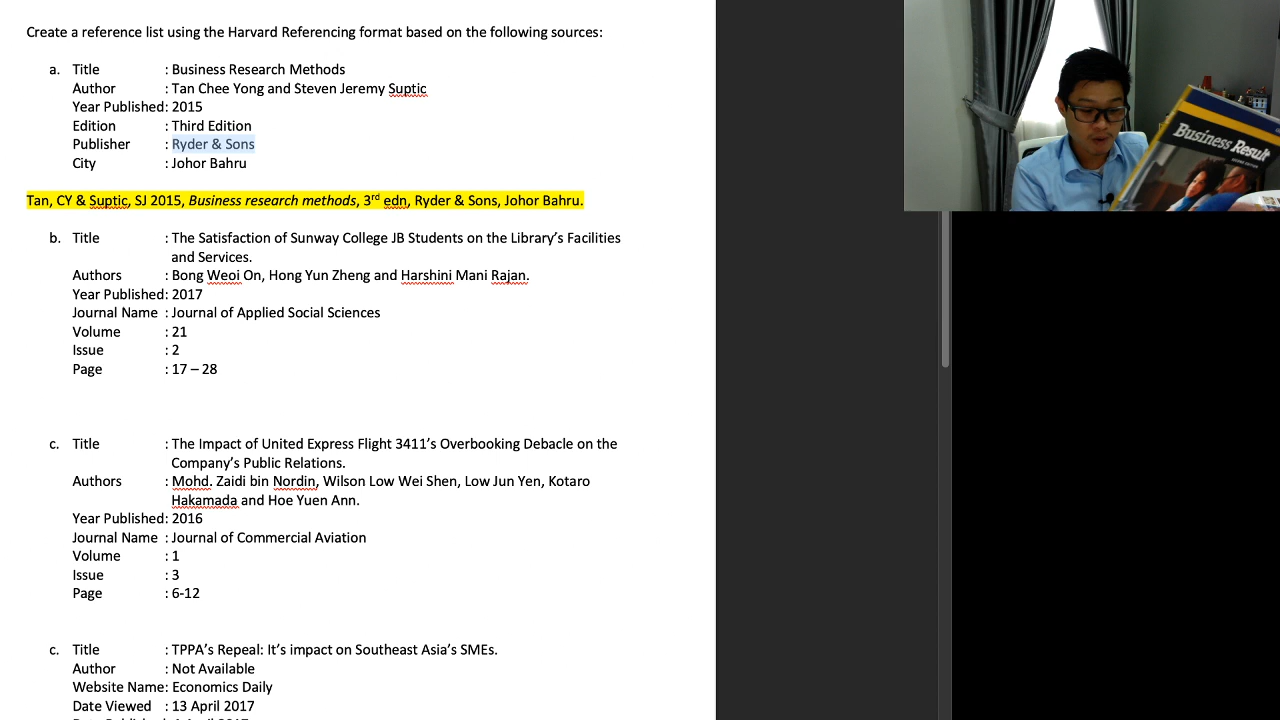 Create a reference list using the Harvard Referencing format based on the following sources:
a. Title : Business Research Methods
Author : Tan Chee Yong and Steven Jeremy Suptic
Year Published: 2015
Edition : Third Edition
Publisher : Ryder & Sons
City : Johor Bahru
Tan, CY & Suptic, SJ 2015, Business research methods, 3rd edn, Ryder & Sons, Johor Bahru.
b. Title : The Satisfaction of Sunway College JB Students on the Library's Facilities
and Services.
Authors : Bong Weoi On, Hong Yun Zheng and Harshini Mani Rajan.
Year Published: 2017
Journal Name : Journal of Applied Social Sciences
Volume : 21
Issue : 2
Page : 17 – 28
c. Title : The Impact of United Express Flight 3411's Overbooking Debacle on the
Company's Public Relations.
Authors : Mohd. Zaidi bin Nordin, Wilson Low Wei Shen, Low Jun Yen, Kotaro
Hakamada and Hoe Yuen Ann.
Year Published: 2016
Journal Name : Journal of Commercial Aviation
Volume : 1
Issue : 3
Page : 6-12
c. Title : TPPA's Repeal: It's impact on Southeast Asia's SMEs.
Author : Not Available
Website Name: Economics Daily
Date Viewed : 13 April 2017
Business Result